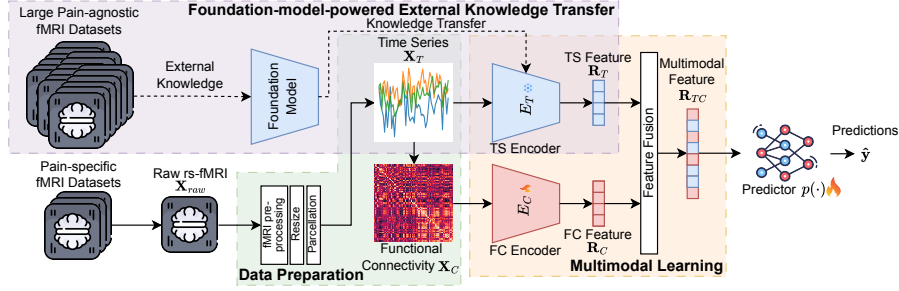 Foundation-model-powered External Knowledge Transfer
Large Pain-agnostic
fMRI Datasets
Knowledge Transfer
External
Knowledge
Foundation
Model
Time Series
X_T
E_T
TS Encoder
TS Feature
R_T
Multimodal
Feature
R_TC
Feature Fusion
Pain-specific
fMRI Datasets
Raw rs-fMRI
X_raw
fMRI pre-
processing
Resize
Parcellation
Data Preparation
Functional
Connectivity X_C
E_C
FC Encoder
FC Feature
R_C
Multimodal Learning
Predictor p(·)
Predictions
ŷ